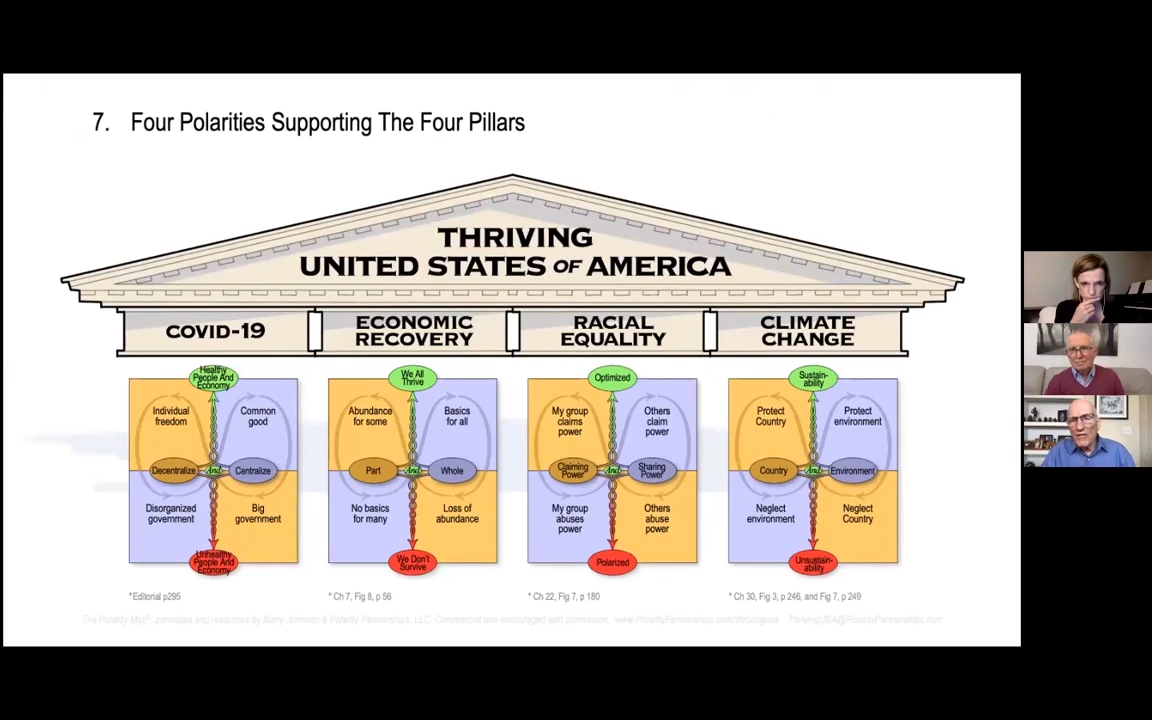 7. Four Polarities Supporting The Four Pillars
THRIVING
UNITED STATES OF AMERICA
COVID-19
ECONOMIC
RECOVERY
RACIAL
EQUALITY
CLIMATE
CHANGE
Healthy
People And
Economy
Individual
freedom
Common
good
Decentralize
And
Centralize
Disorganized
government
Big
government
Unhealthy
People And
Economy
*Editorial p295
We All
Thrive
Abundance
for some
Basics
for all
Part
And
Whole
No basics
for many
Loss of
abundance
We Don't
Survive
* Ch 7, Fig 8, p 56
Optimized
My group
claims
power
Others
claim
power
Claiming
Power
And
Sharing
Power
My group
abuses
power
Others
abuse
power
Polarized
* Ch 22, Fig 7, p 180
Sustain-
ability
Protect
Country
Protect
environment
Country
And
Environment
Neglect
environment
Neglect
Country
Unsustain-
ability
* Ch 30, Fig 3, p 246, and Fig 7, p 249
The Polarity Map®, principles and resources by Barry Johnson & Polarity Partnerships, LLC. Commercial use encouraged with permission. www.PolarityPartnerships.com/thrivingusa ThrivingUSA@PolarityPartnerships.com